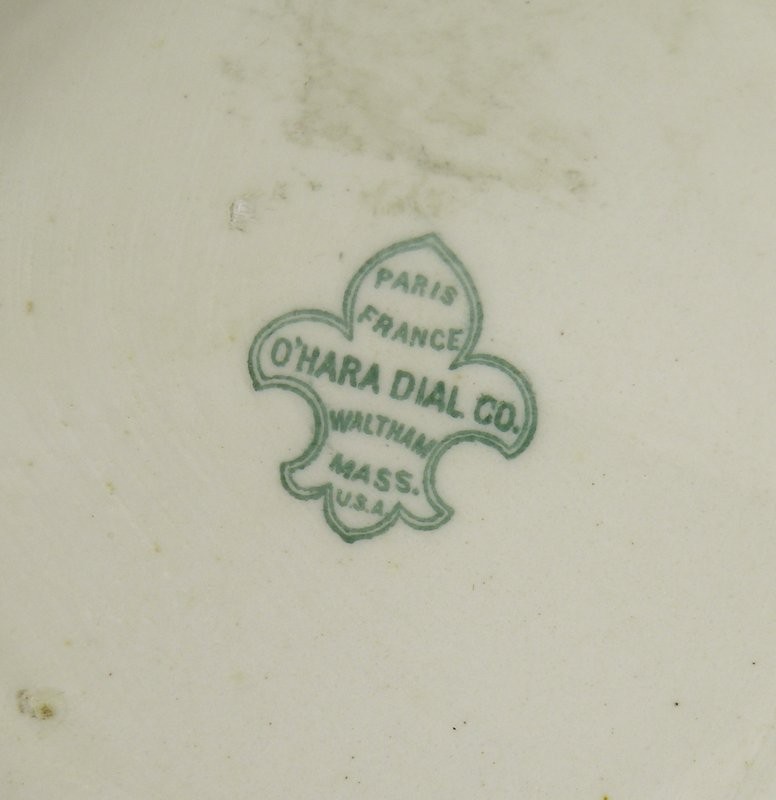 PARIS
FRANCE
O'HARA DIAL CO.
WALTHAM
MASS.
U.S.A.